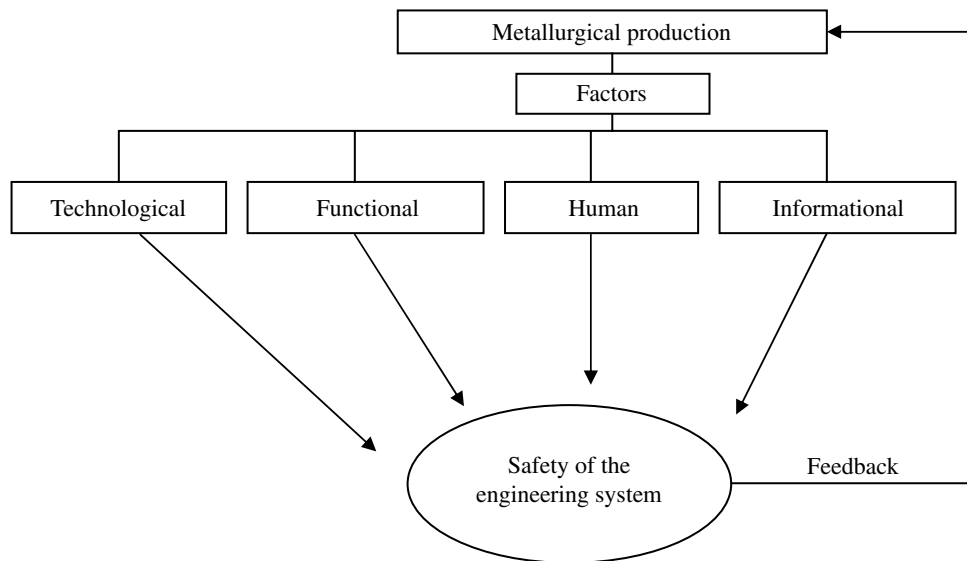 Metallurgical production
Factors
Technological
Functional
Human
Informational
Safety of the
engineering system
Feedback